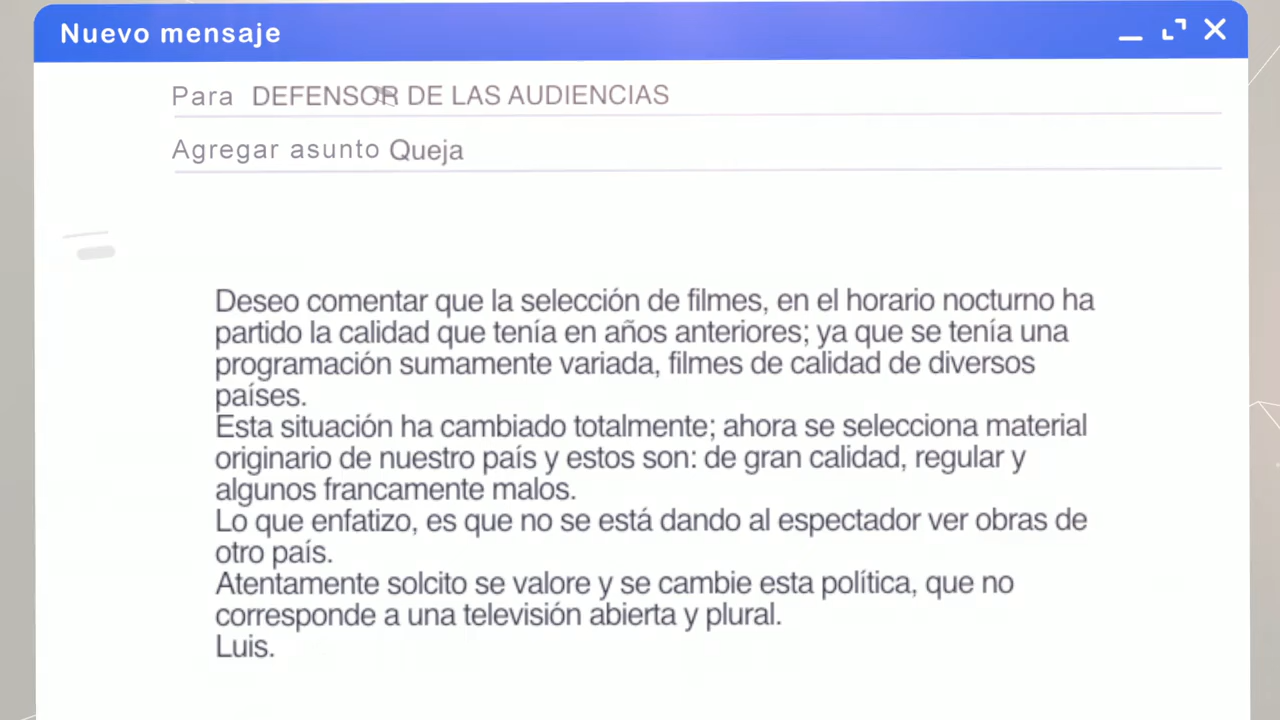 Nuevo mensaje
Para DEFENSOR DE LAS AUDIENCIAS
Agregar asunto Queja
Deseo comentar que la selección de filmes, en el horario nocturno ha
partido la calidad que tenía en años anteriores; ya que se tenía una
programación sumamente variada, filmes de calidad de diversos
países.
Esta situación ha cambiado totalmente; ahora se selecciona material
originario de nuestro país y estos son: de gran calidad, regular y
algunos francamente malos.
Lo que enfatizo, es que no se está dando al espectador ver obras de
otro país.
Atentamente solcito se valore y se cambie esta política, que no
corresponde a una televisión abierta y plural.
Luis.